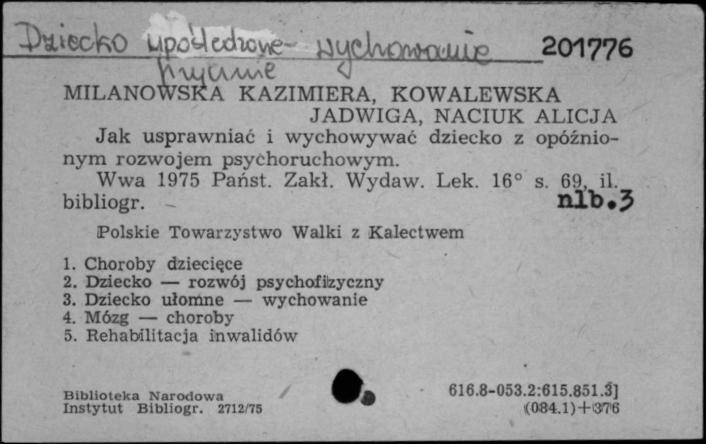 Dziecko upośledzone - wychowanie 201776
MILANOWSKA KAZIMIERA, KOWALEWSKA
JADWIGA, NACIUK ALICJA
Jak usprawniać i wychowywać dziecko z opóźnio-
nym rozwojem psychoruchowym.
Wwa 1975 Państ. Zakł. Wydaw. Lek. 16° s. 69, il.
bibliogr. nlb.3
Polskie Towarzystwo Walki z Kalectwem
1. Choroby dziecięce
2. Dziecko — rozwój psychofizyczny
3. Dziecko ułomne — wychowanie
4. Mózg — choroby
5. Rehabilitacja inwalidów
Biblioteka Narodowa 616.8-053.2:615.851.3]
Instytut Bibliogr. 2712/75 (084.1)+376